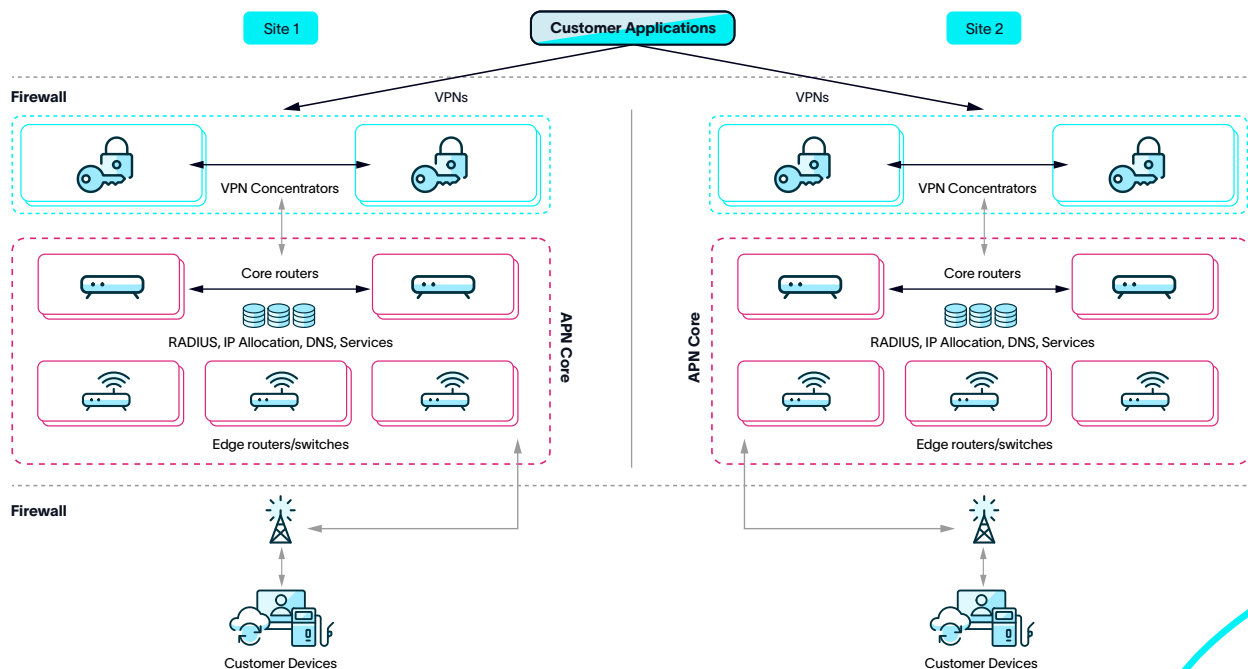 Site 1
Customer Applications
Site 2
Firewall
VPNs
VPNs
VPN Concentrators
VPN Concentrators
Core routers
RADIUS, IP Allocation, DNS, Services
Edge routers/switches
APN Core
APN Core
Core routers
RADIUS, IP Allocation, DNS, Services
Edge routers/switches
Firewall
Customer Devices
Customer Devices